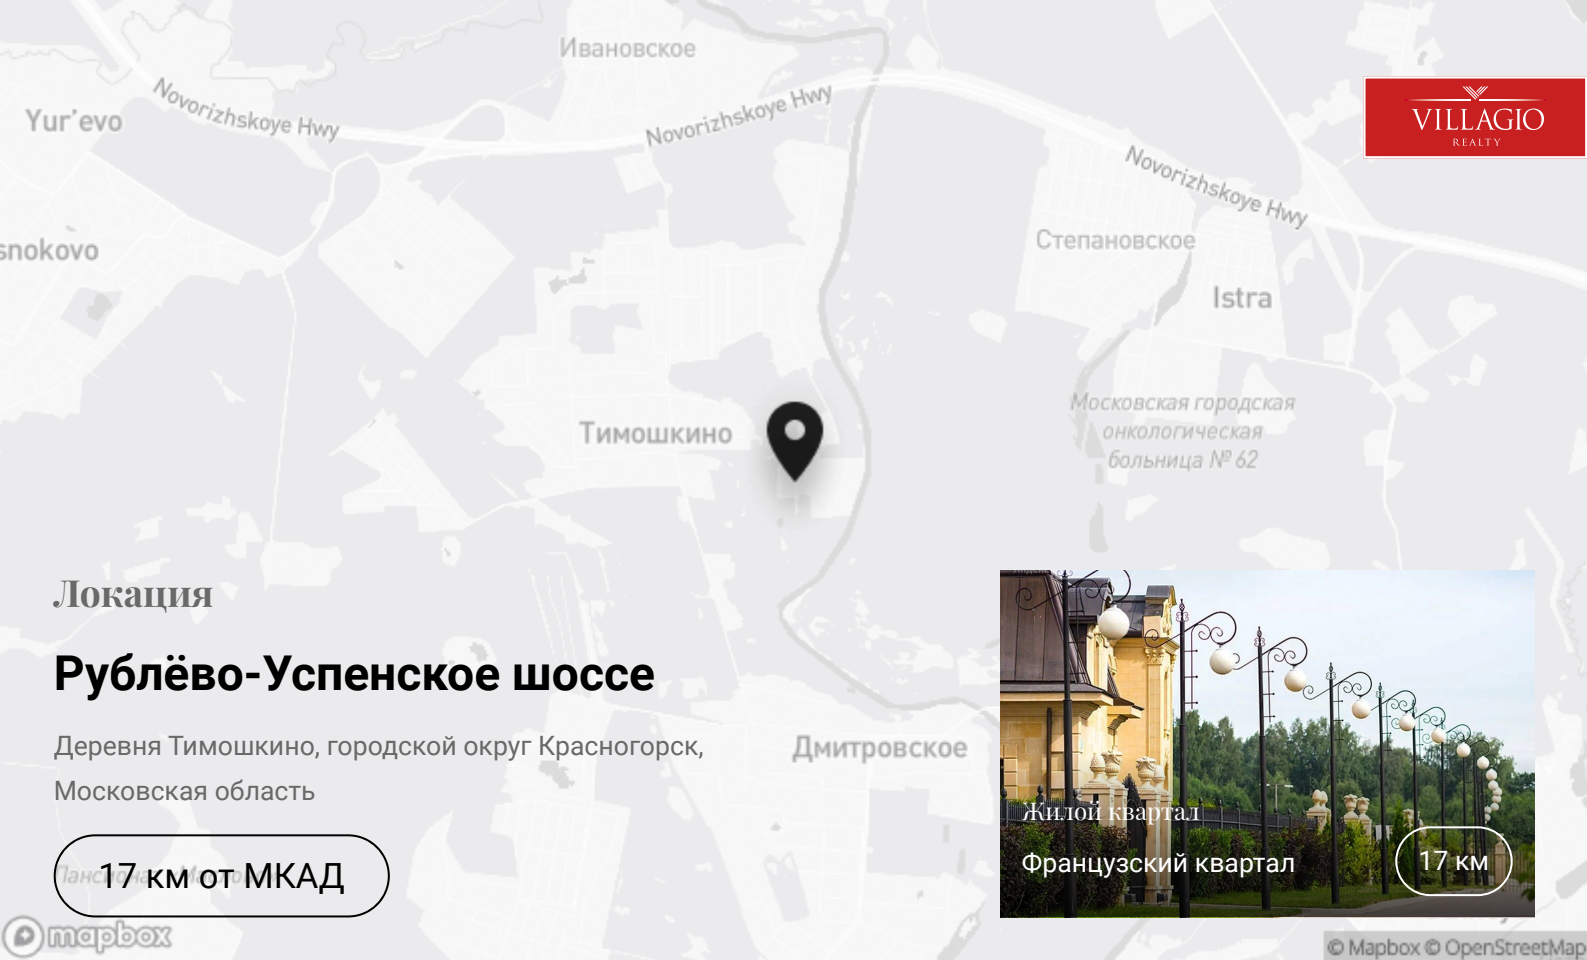 Ивановское
Novorizhskoye Hwy
Novorizhskoye Hwy
Yur'evo
VILLAGIO
REALTY
Novorizhskoye Hwy
snokovo
Степановское
Istra
Московская городская
онкологическая
больница № 62
Тимошкино
Локация
Рублёво-Успенское шоссе
Деревня Тимошкино, городской округ Красногорск,
Московская область
Дмитровское
17 км от МКАД
Жилой квартал
Французский квартал
17 км
mapbox
© Mapbox © OpenStreetMap